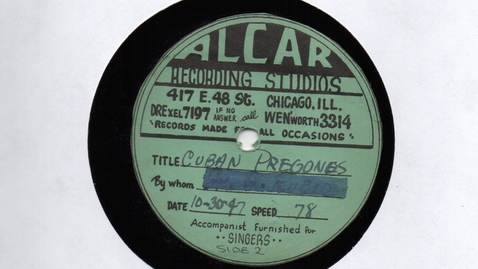 ALCAR
RECORDING STUDIOS
417 E. 48 St. CHICAGO, ILL.
DREXEL 7197 IF NO ANSWER call WENWORTH 3314
"RECORDS MADE FOR ALL OCCASIONS"
TITLE CUBAN PREGONES
By whom
DATE 10-30-47 SPEED 78
Accompanist Furnished for
··SINGERS··
SIDE 2